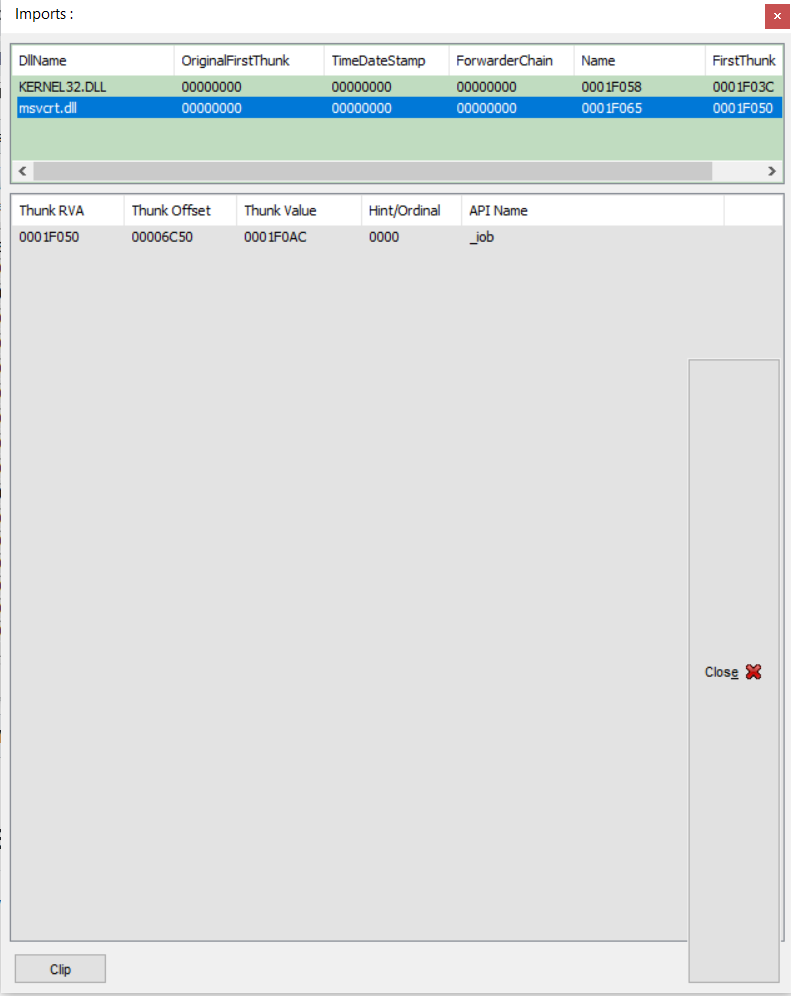 Imports :
DllName OriginalFirstThunk TimeDateStamp ForwarderChain Name FirstThunk
KERNEL32.DLL 00000000 00000000 00000000 0001F058 0001F03C
msvcrt.dll 00000000 00000000 00000000 0001F065 0001F050
Thunk RVA Thunk Offset Thunk Value Hint/Ordinal API Name
0001F050 00006C50 0001F0AC 0000 _iob
Close
Clip